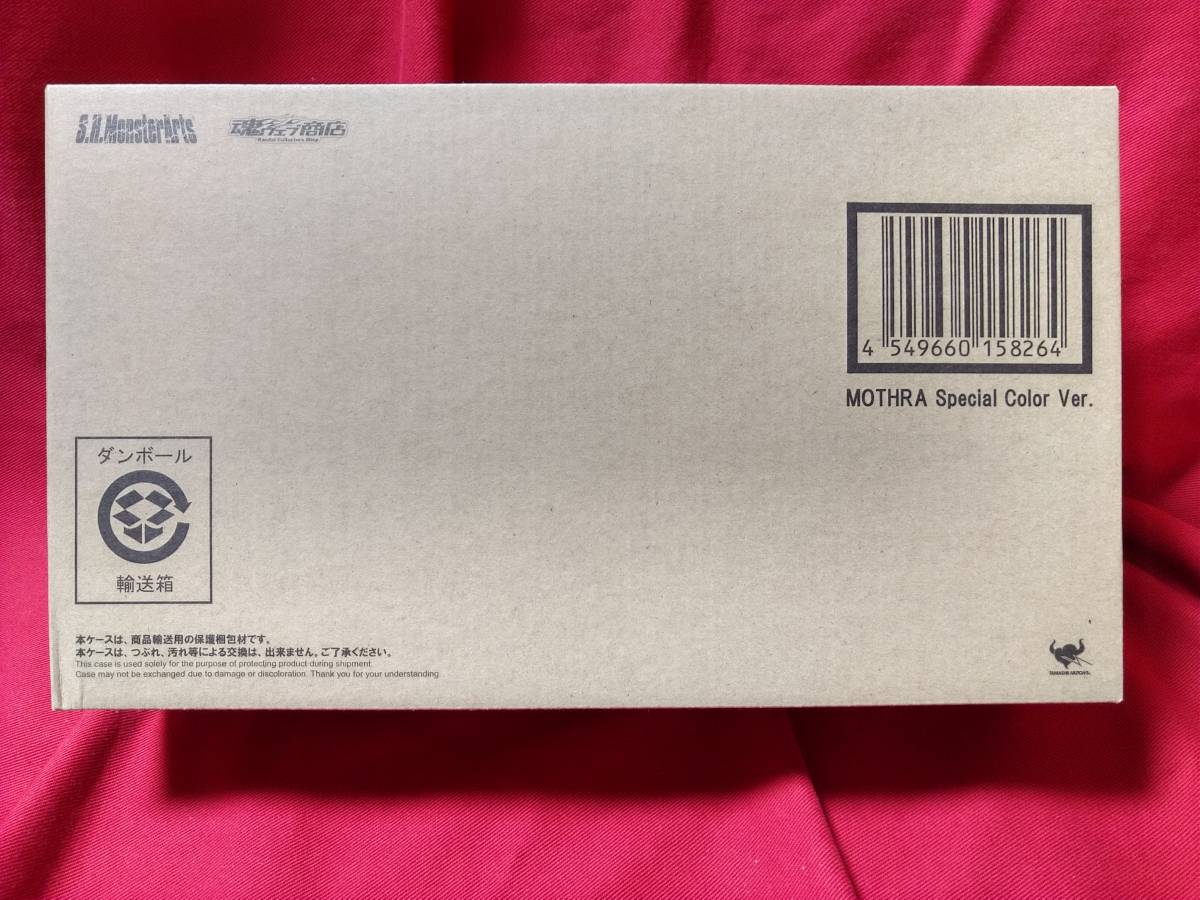 S.H.MonsterArts
魂ウェブ商店
4 549660 158264
MOTHRA Special Color Ver.
ダンボール
輸送箱
本ケースは、商品輸送用の保護梱包材です。
本ケースは、つぶれ、汚れ等による交換は、出来ません。ご了承ください。
This case is used solely for the purpose of protecting product during shipment.
Case may not be exchanged due to damage or discoloration. Thank you for your understanding
TAMASHII NATIONS